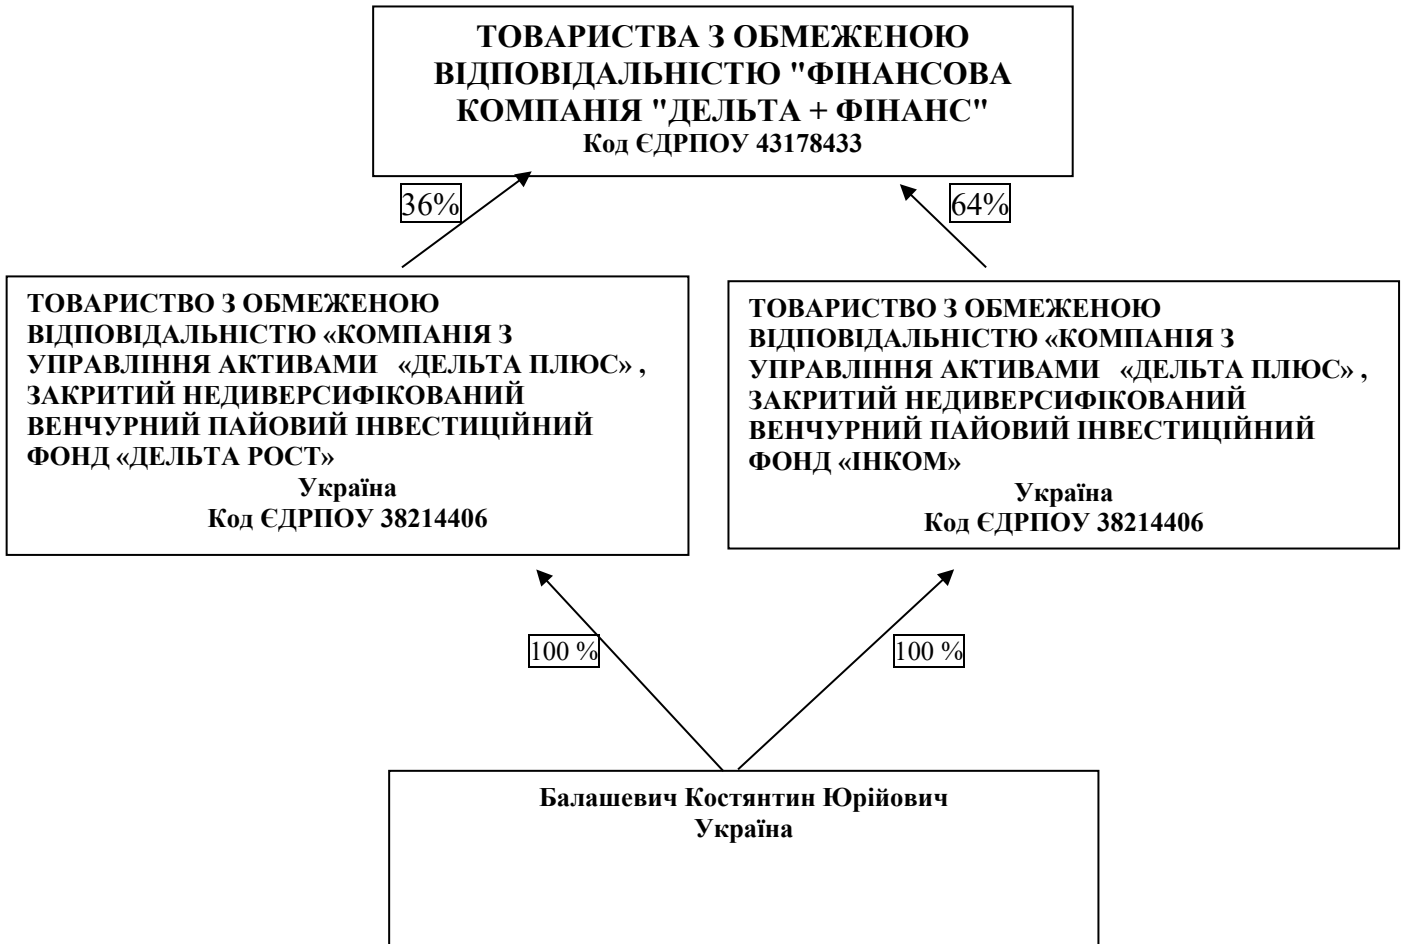 ТОВАРИСТВА З ОБМЕЖЕНОЮ
ВІДПОВІДАЛЬНІСТЮ "ФІНАНСОВА
КОМПАНІЯ "ДЕЛЬТА + ФІНАНС"
Код ЄДРПОУ 43178433
36%
64%
ТОВАРИСТВО З ОБМЕЖЕНОЮ
ВІДПОВІДАЛЬНІСТЮ «КОМПАНІЯ З
УПРАВЛІННЯ АКТИВАМИ «ДЕЛЬТА ПЛЮС» ,
ЗАКРИТИЙ НЕДИВЕРСИФІКОВАНИЙ
ВЕНЧУРНИЙ ПАЙОВИЙ ІНВЕСТИЦІЙНИЙ
ФОНД «ДЕЛЬТА РОСТ»
Україна
Код ЄДРПОУ 38214406
ТОВАРИСТВО З ОБМЕЖЕНОЮ
ВІДПОВІДАЛЬНІСТЮ «КОМПАНІЯ З
УПРАВЛІННЯ АКТИВАМИ «ДЕЛЬТА ПЛЮС» ,
ЗАКРИТИЙ НЕДИВЕРСИФІКОВАНИЙ
ВЕНЧУРНИЙ ПАЙОВИЙ ІНВЕСТИЦІЙНИЙ
ФОНД «ІНКОМ»
Україна
Код ЄДРПОУ 38214406
100 %
100 %
Балашевич Костянтин Юрійович
Україна